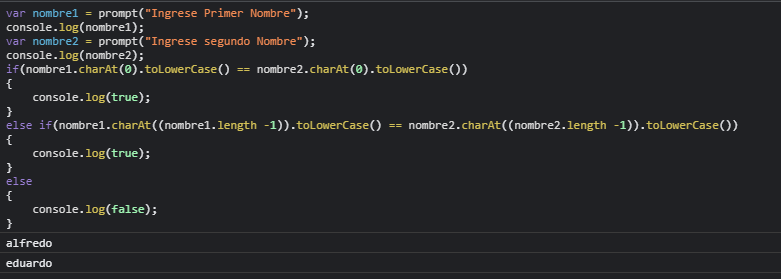 var nombre1 = prompt("Ingrese Primer Nombre");
console.log(nombre1);
var nombre2 = prompt("Ingrese segundo Nombre");
console.log(nombre2);
if(nombre1.charAt(0).toLowerCase() == nombre2.charAt(0).toLowerCase())
{
    console.log(true);
}
else if(nombre1.charAt((nombre1.length -1)).toLowerCase() == nombre2.charAt((nombre2.length -1)).toLowerCase())
{
    console.log(true);
}
else
{
    console.log(false);
}
alfredo
eduardo